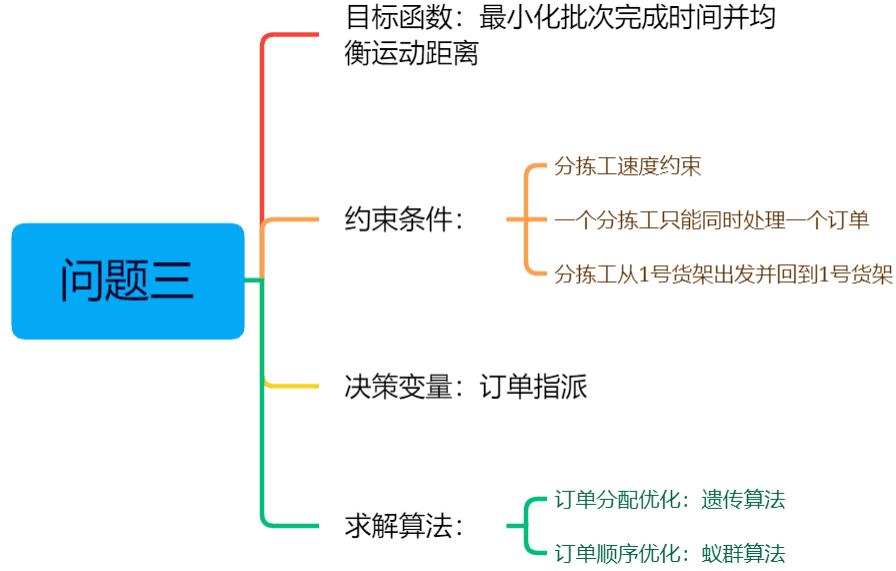 目标函数：最小化批次完成时间并均
衡运动距离
分拣工速度约束
约束条件：
一个分拣工只能同时处理一个订单
分拣工从1号货架出发并回到1号货架
问题三
决策变量：订单指派
订单分配优化：遗传算法
求解算法：
订单顺序优化：蚁群算法